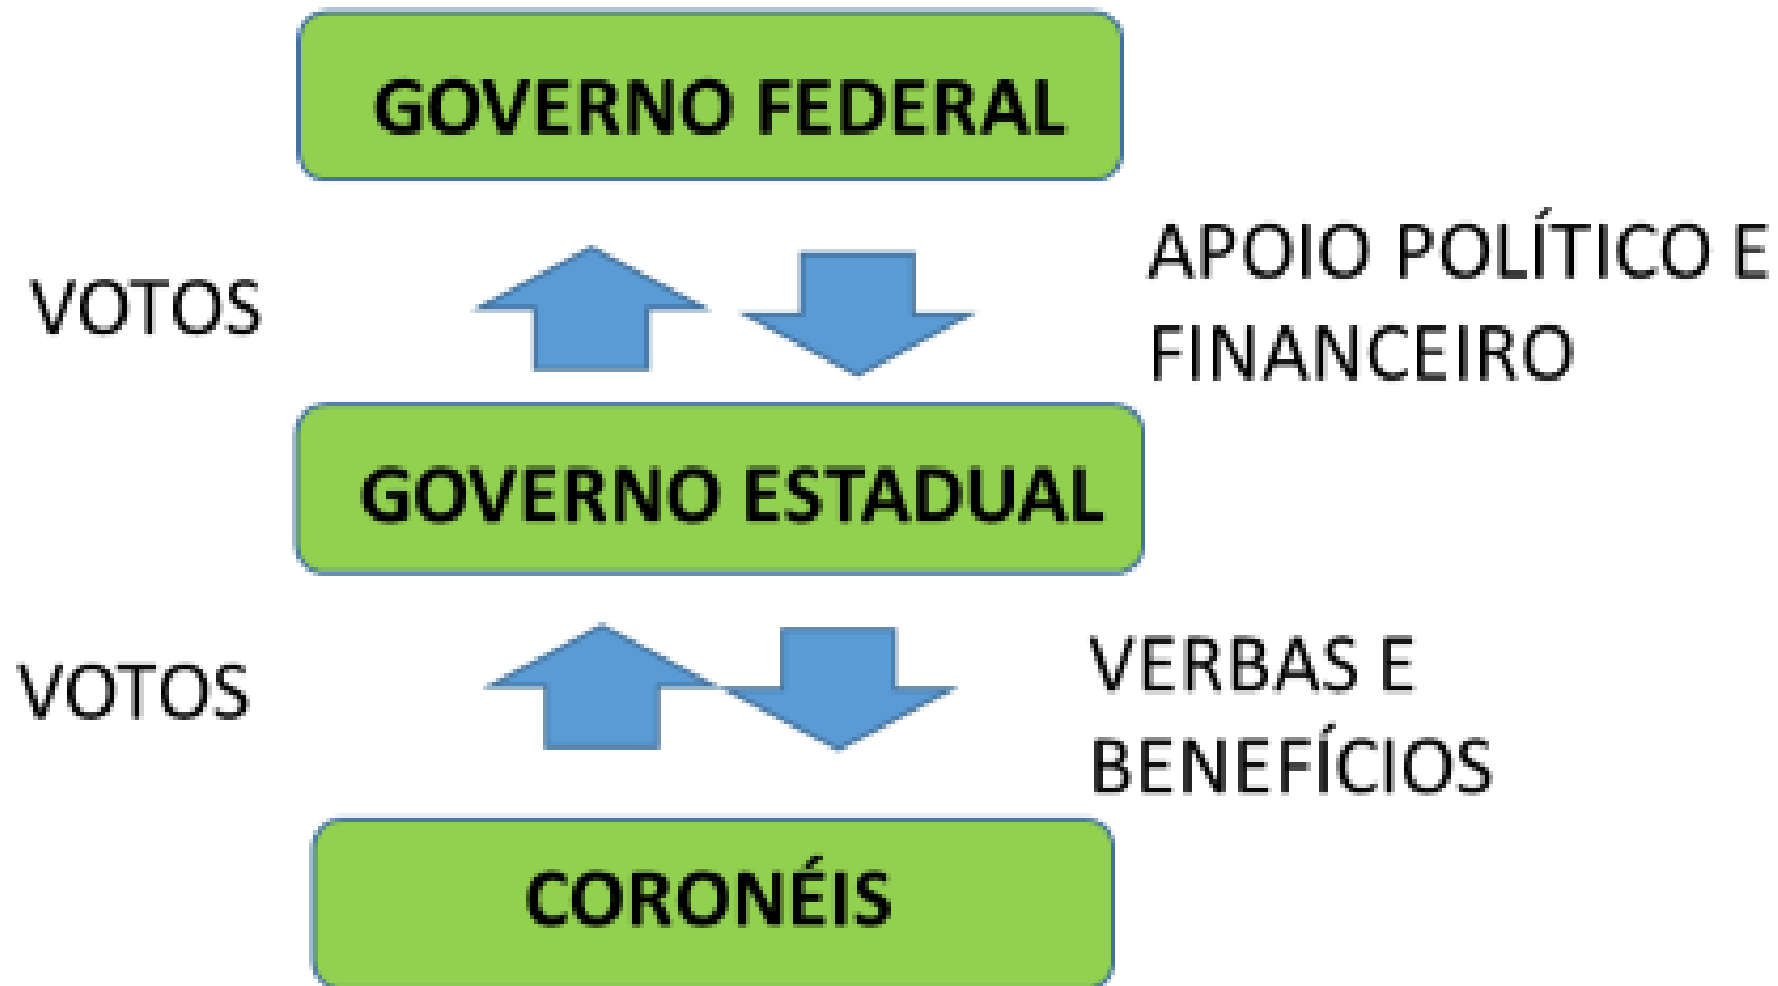 GOVERNO FEDERAL
VOTOS
APOIO POLÍTICO E
FINANCEIRO
GOVERNO ESTADUAL
VOTOS
VERBAS E
BENEFÍCIOS
CORONÉIS